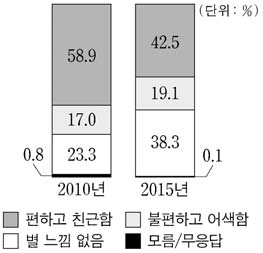 (단위: %)
58.9 42.5
17.0 19.1
23.3 38.3
0.8 0.1
2010년 2015년
편하고 친근함 불편하고 어색함
별 느낌 없음 모름/무응답